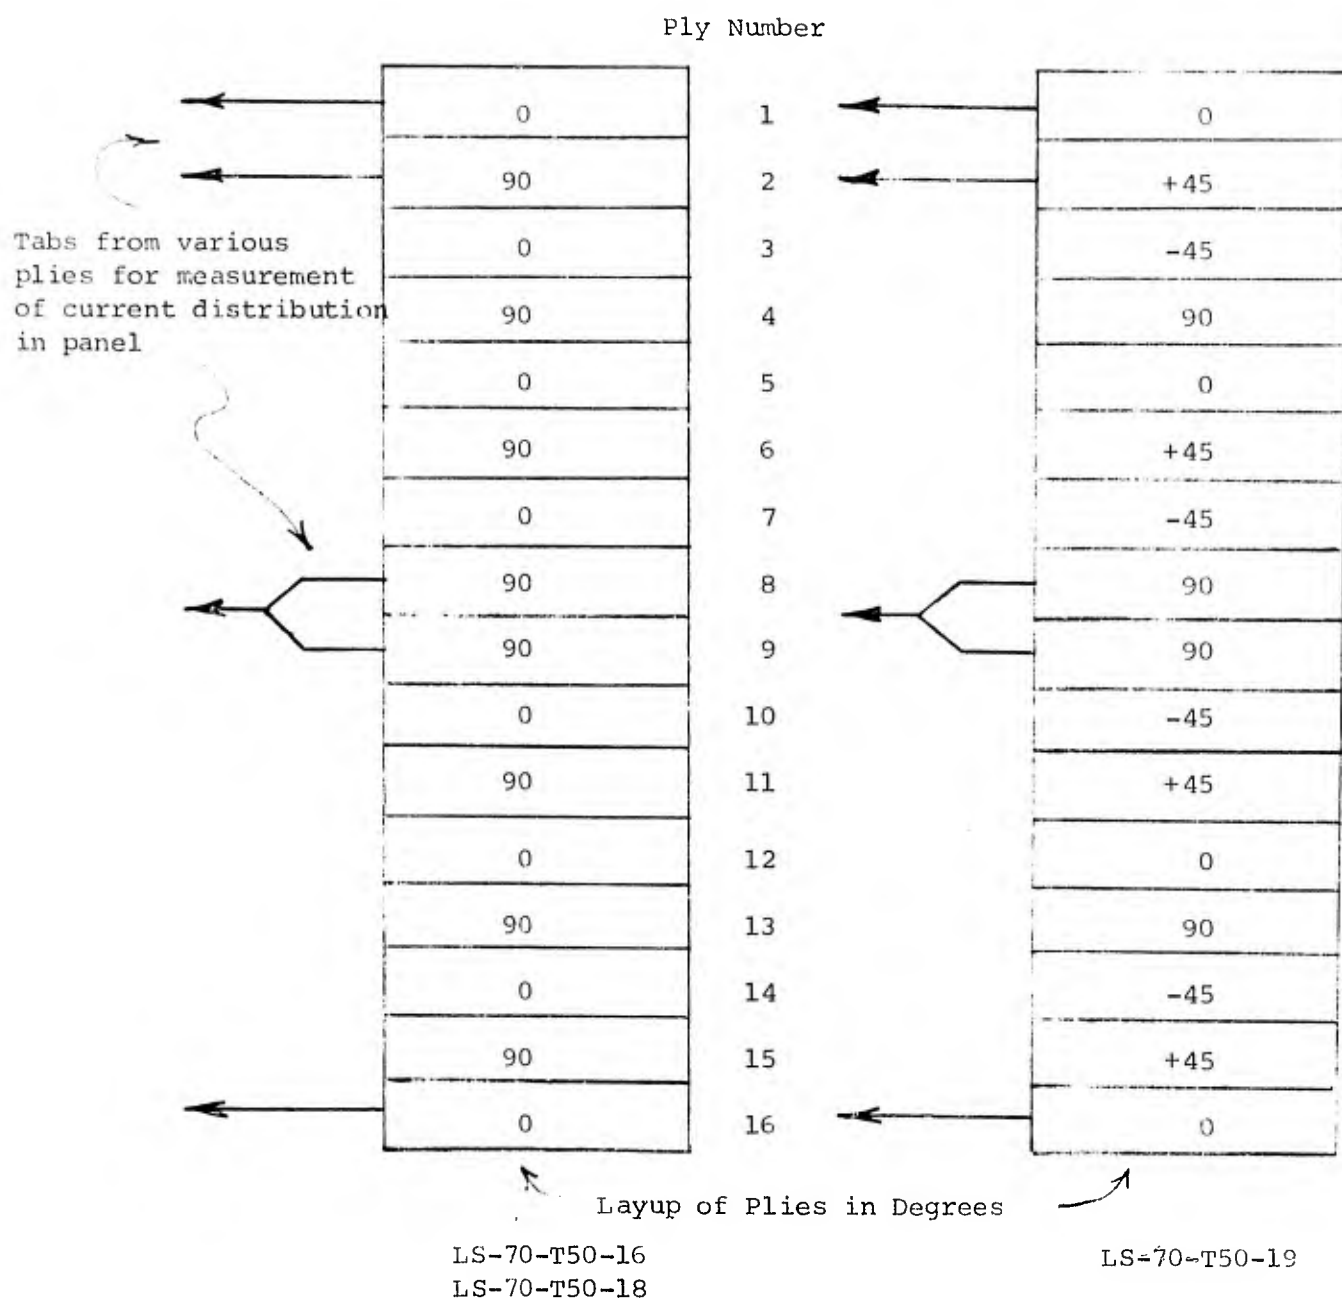 Ply Number
0 1 0
90 2 +45
0 3 -45
90 4 90
0 5 0
90 6 +45
0 7 -45
90 8 90
90 9 90
0 10 -45
90 11 +45
0 12 0
90 13 90
0 14 -45
90 15 +45
0 16 0
Tabs from various
plies for measurement
of current distribution
in panel
Layup of Plies in Degrees
LS-70-T50-16
LS-70-T50-18
LS-70-T50-19